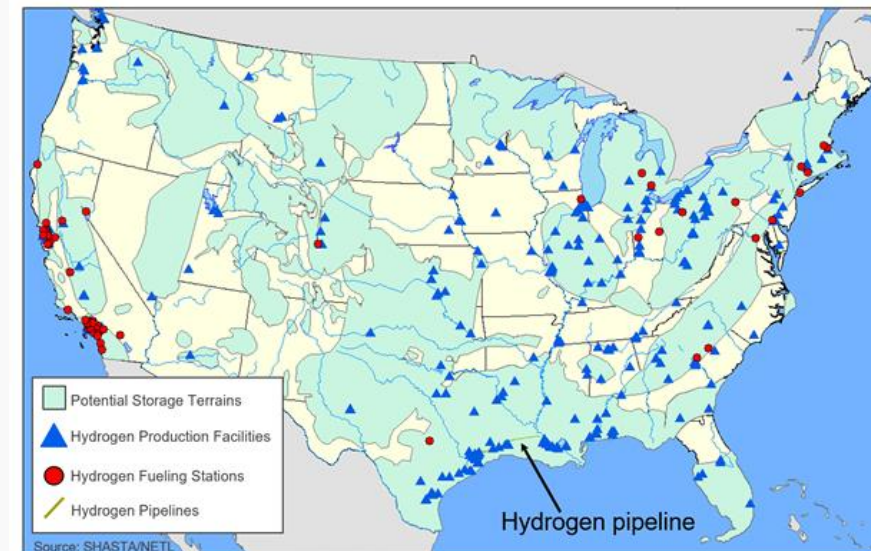 Potential Storage Terrains
Hydrogen Production Facilities
Hydrogen Fueling Stations
Hydrogen Pipelines
Hydrogen pipeline
Source: SHASTA/NETL